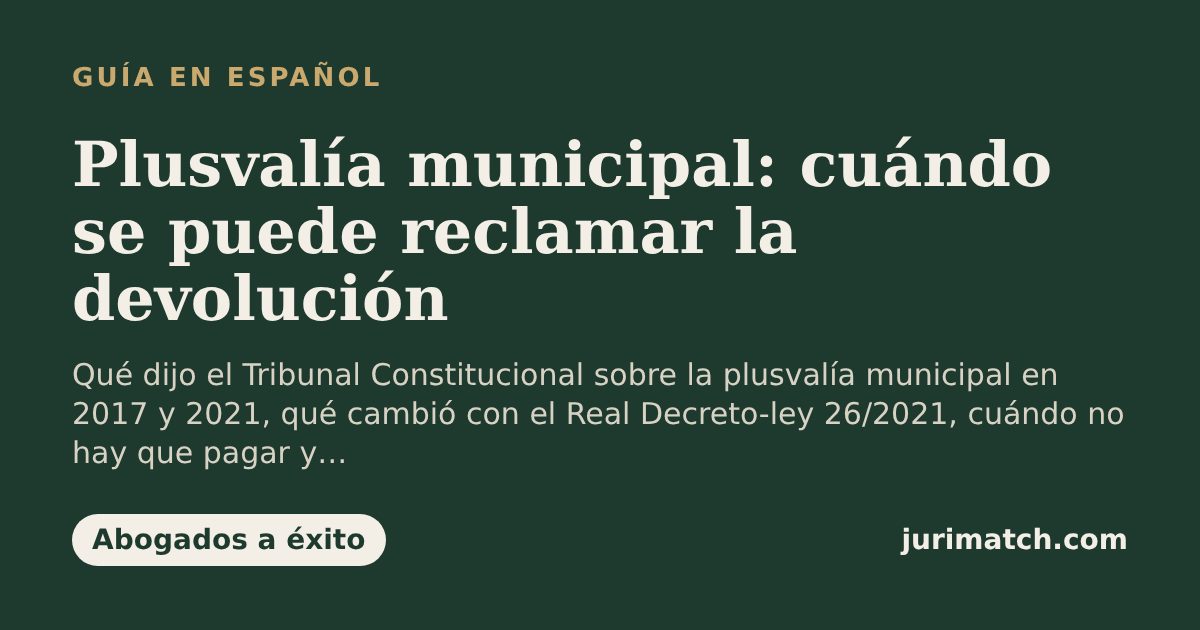 GUÍA EN ESPAÑOL
Plusvalía municipal: cuándo
se puede reclamar la
devolución
Qué dijo el Tribunal Constitucional sobre la plusvalía municipal en
2017 y 2021, qué cambió con el Real Decreto-ley 26/2021, cuándo no
hay que pagar y…
Abogados a éxito
jurimatch.com